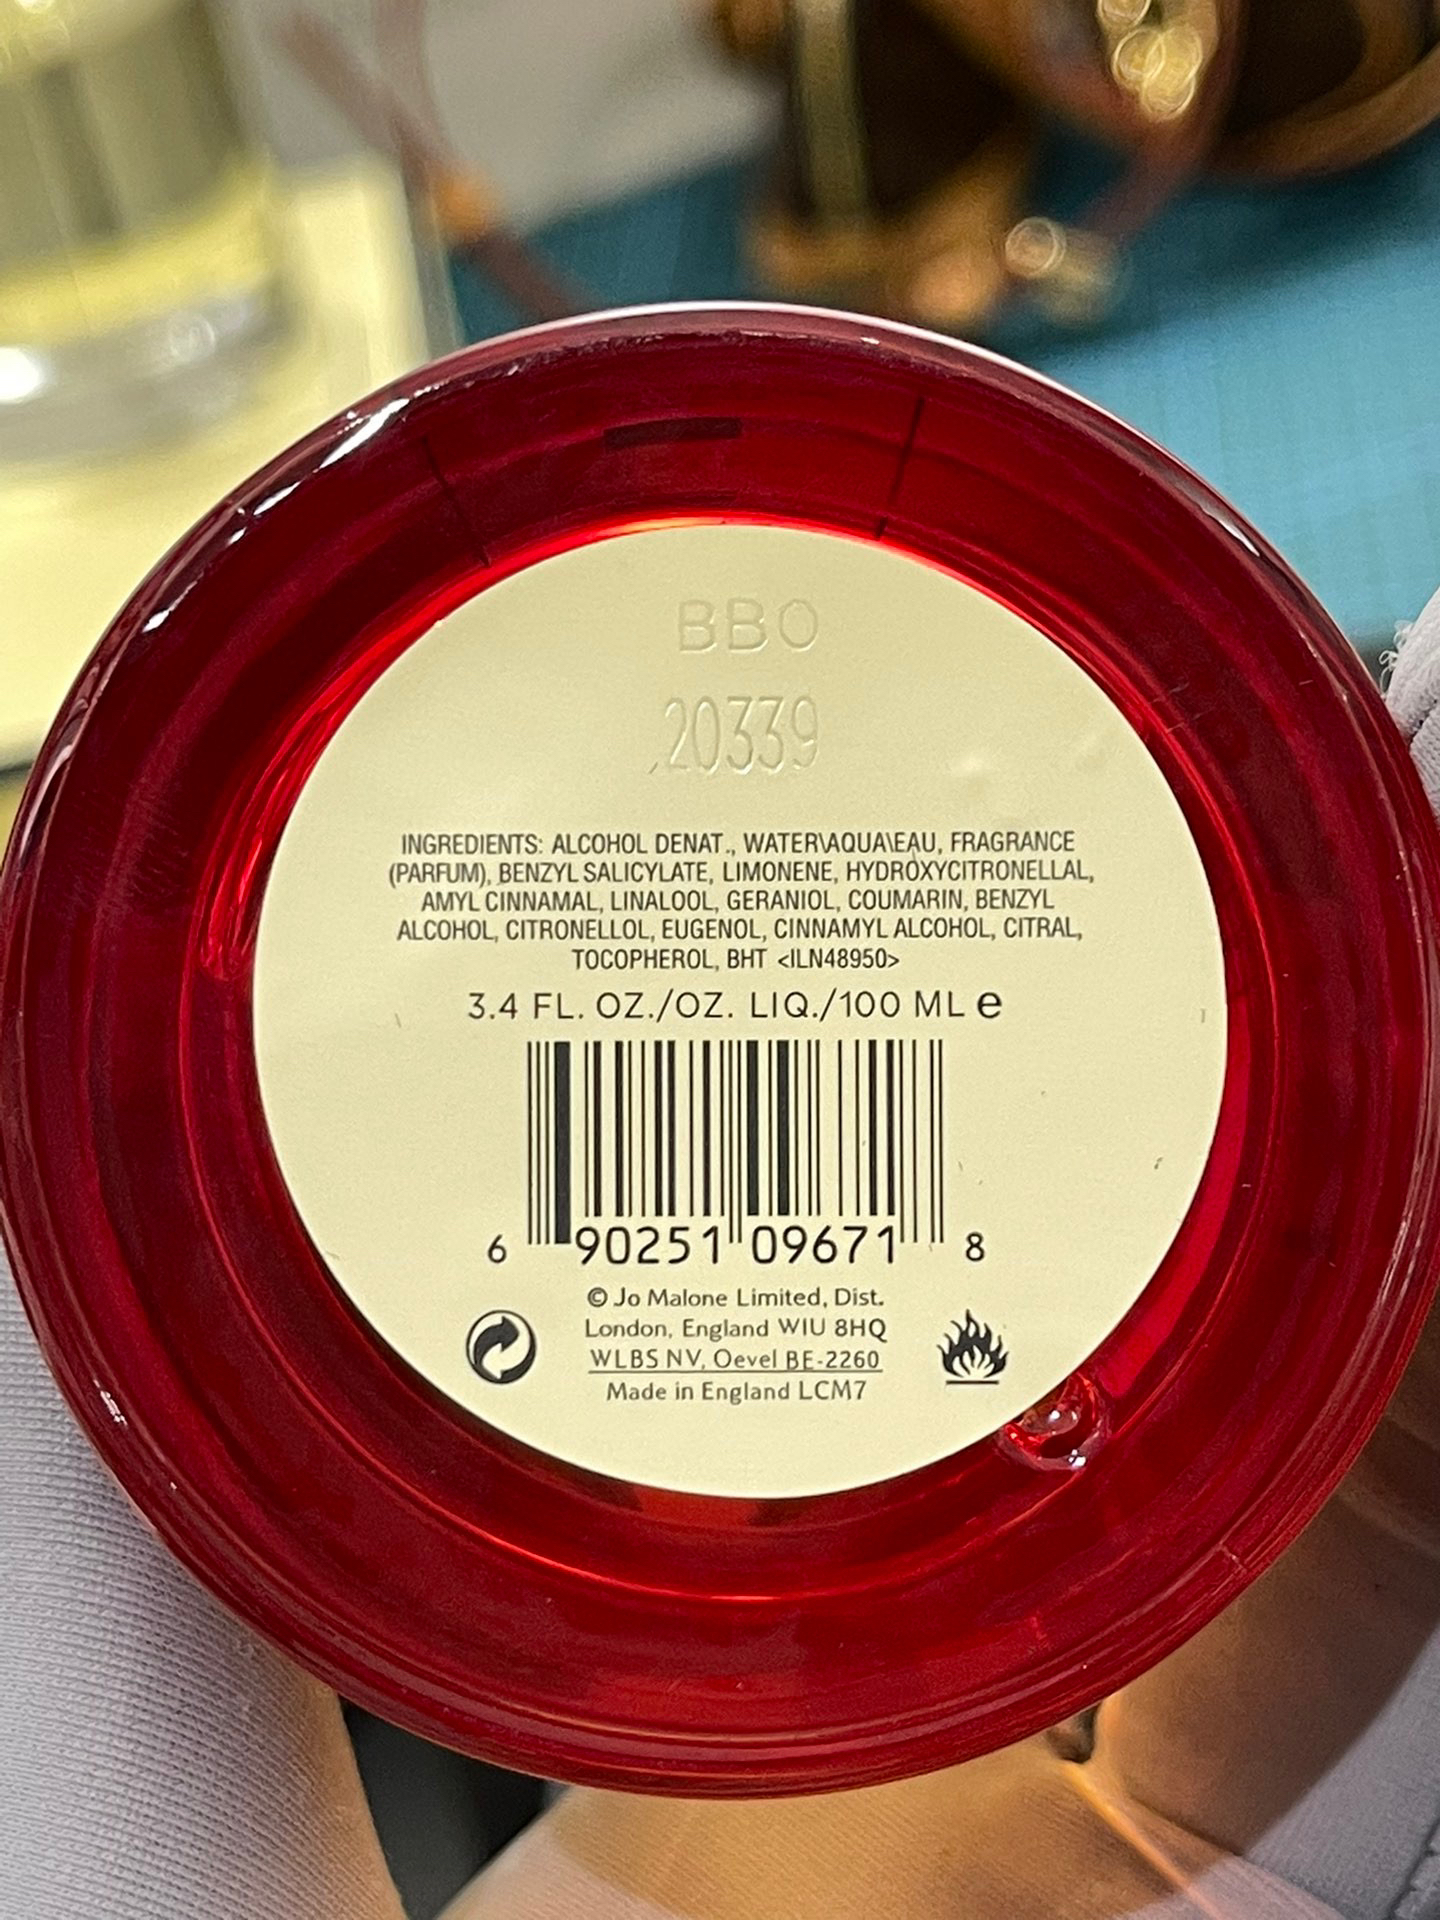 BBO
20339
INGREDIENTS: ALCOHOL DENAT., WATER\AQUA\EAU, FRAGRANCE
(PARFUM), BENZYL SALICYLATE, LIMONENE, HYDROXYCITRONELLAL,
AMYL CINNAMAL, LINALOOL, GERANIOL, COUMARIN, BENZYL
ALCOHOL, CITRONELLOL, EUGENOL, CINNAMYL ALCOHOL, CITRAL,
TOCOPHEROL, BHT <ILN48950>
3.4 FL. OZ./OZ. LIQ./100 ML e
6 90251 09671 8
© Jo Malone Limited, Dist.
London, England W1U 8HQ
WLBS NV, Oevel BE-2260
Made in England LCM7